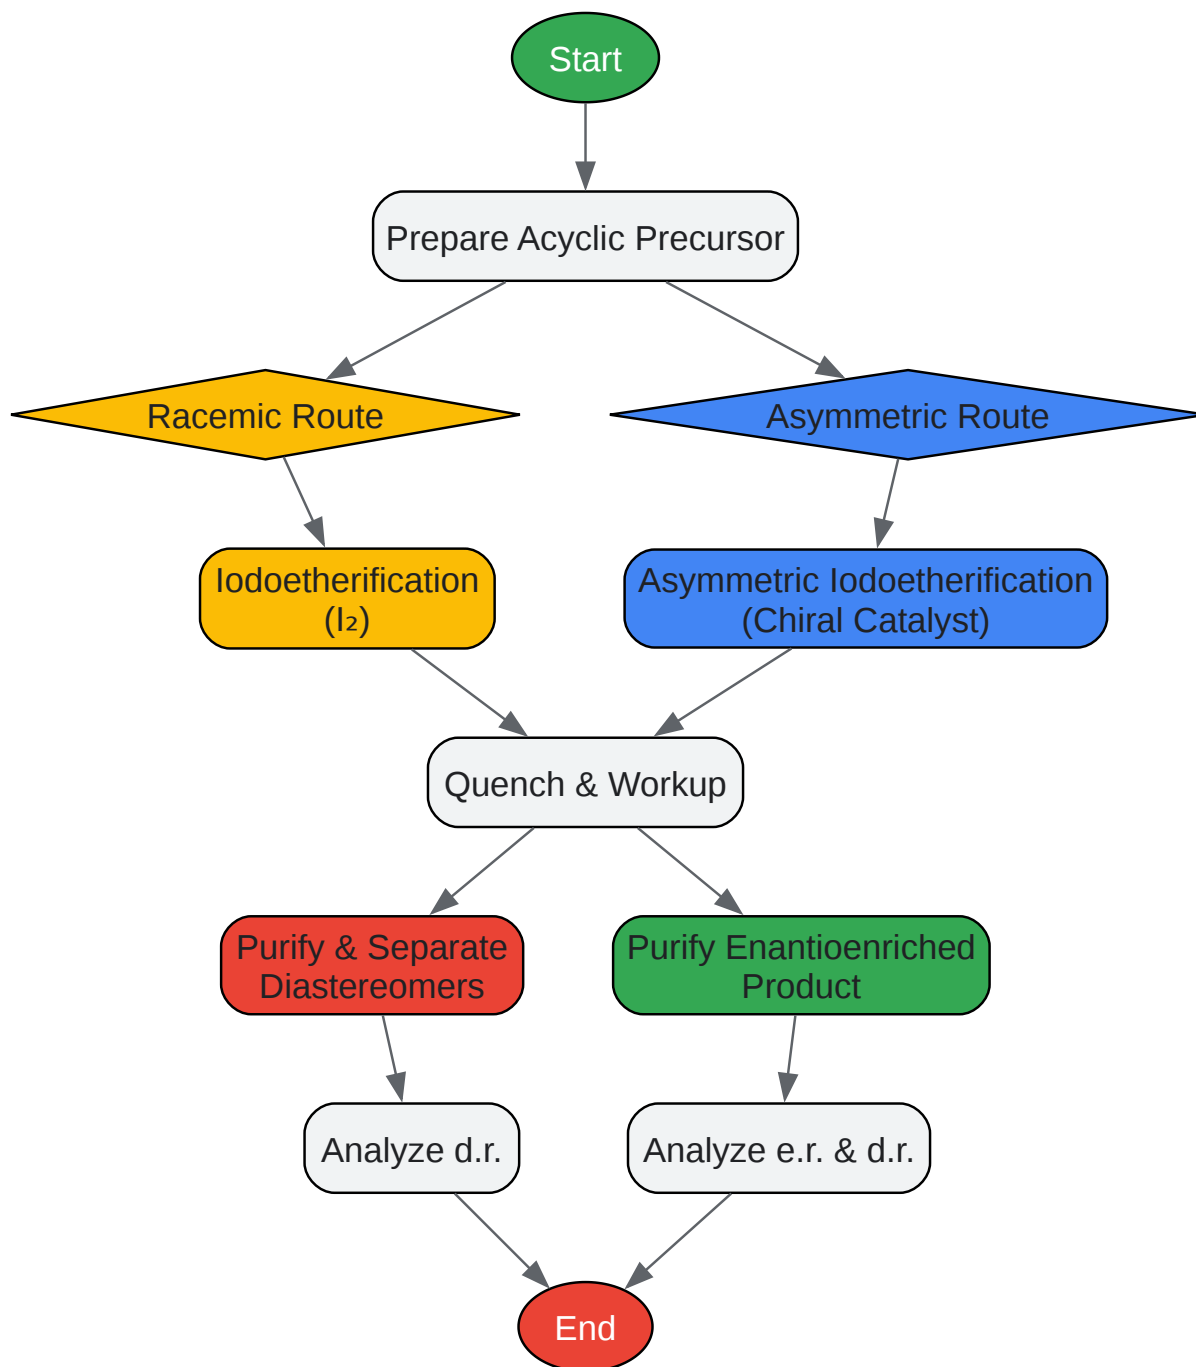 Start
Prepare Acyclic Precursor
Racemic Route
Asymmetric Route
Iodoetherification
(I₂)
Asymmetric Iodoetherification
(Chiral Catalyst)
Quench & Workup
Purify & Separate
Diastereomers
Purify Enantioenriched
Product
Analyze d.r.
Analyze e.r. & d.r.
End